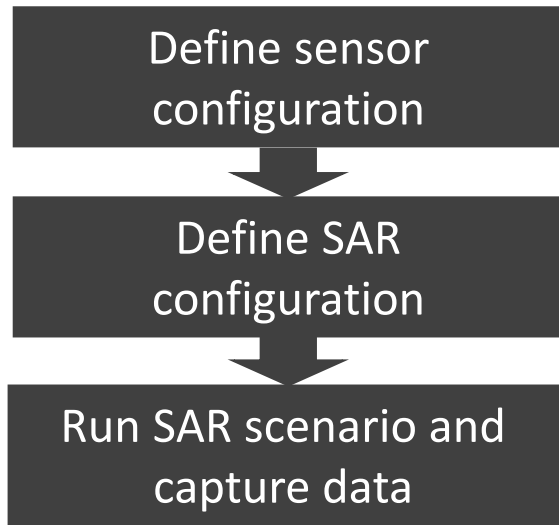 Define sensor
configuration
Define SAR
configuration
Run SAR scenario and
capture data